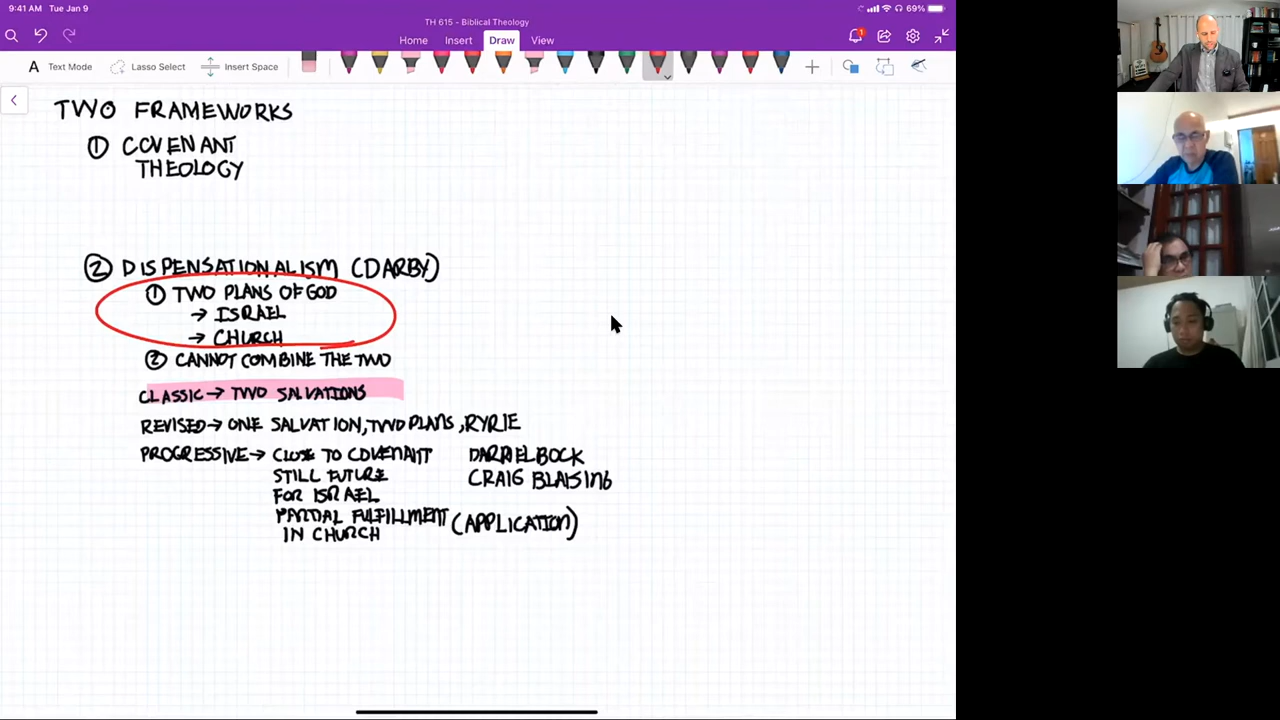 9:41 AM Tue Jan 9
69%
TH 615 - Biblical Theology
Home Insert Draw View
1
Text Mode Lasso Select Insert Space
TWO FRAMEWORKS
① COVENANT
THEOLOGY
② DISPENSATIONALISM (DARBY)
① TWO PLANS OF GOD
→ ISRAEL
→ CHURCH
② CANNOT COMBINE THE TWO
CLASSIC → TWO SALVATIONS
REVISED → ONE SALVATION, TWO PLANS, RYRIE
PROGRESSIVE → CLOSE TO COVENANT DARRELBOCK
STILL FUTURE CRAIG BLAISING
FOR ISRAEL
PARTIAL FULFILLMENT (APPLICATION)
IN CHURCH